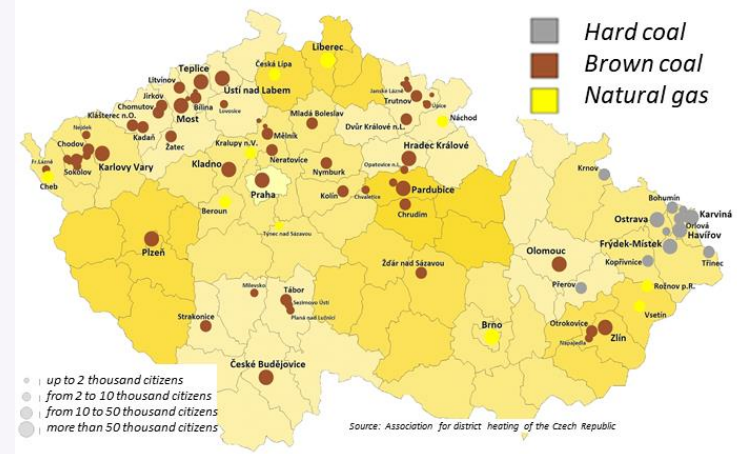 Hard coal
Brown coal
Natural gas
Liberec
Česká Lípa
Teplice
Litvínov
Ústí nad Labem
Jirkov
Bílina
Chomutov
Lovosice
Klášterec n.O.
Most
Kadaň
Žatec
Nejdek
Chodov
Fr.Lázně
Sokolov
Karlovy Vary
Cheb
Mladá Boleslav
Mělník
Kralupy n.V.
Neratovice
Kladno
Praha
Nymburk
Kolín
Beroun
Týnec nad Sázavou
Janské Lázně
Trutnov
Úpice
Dvůr Králové n.L.
Náchod
Hradec Králové
Opatovice n.L.
Pardubice
Chvaletice
Chrudim
Krnov
Bohumín
Karviná
Ostrava
Orlová
Havířov
Frýdek-Místek
Kopřivnice
Třinec
Olomouc
Přerov
Rožnov p.R.
Vsetín
Otrokovice
Zlín
Napajedla
Plzeň
Žďár nad Sázavou
Brno
Milevsko
Tábor
Sezimovo Ústí
Planá nad Lužnicí
Strakonice
České Budějovice
up to 2 thousand citizens
from 2 to 10 thousand citizens
from 10 to 50 thousand citizens
more than 50 thousand citizens
Source: Association for district heating of the Czech Republic